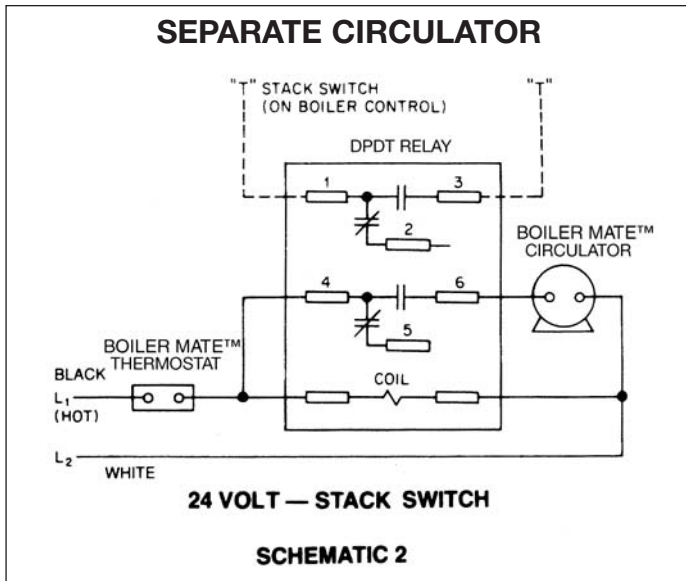 SEPARATE CIRCULATOR
"T" STACK SWITCH "T"
(ON BOILER CONTROL)
DPDT RELAY
1 3
2
BOILER MATE™
CIRCULATOR
4 6
5
BOILER MATE™
THERMOSTAT
BLACK
COIL
L₁
(HOT)
L₂
WHITE
24 VOLT — STACK SWITCH
SCHEMATIC 2